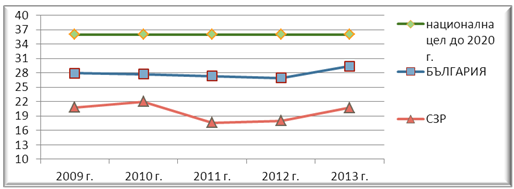 40
37
34
31
28
25
22
19
16
13
10
2009 г.
2010 г.
2011 г.
2012 г.
2013 г.
национална
цел до 2020
г.
БЪЛГАРИЯ
СЗР